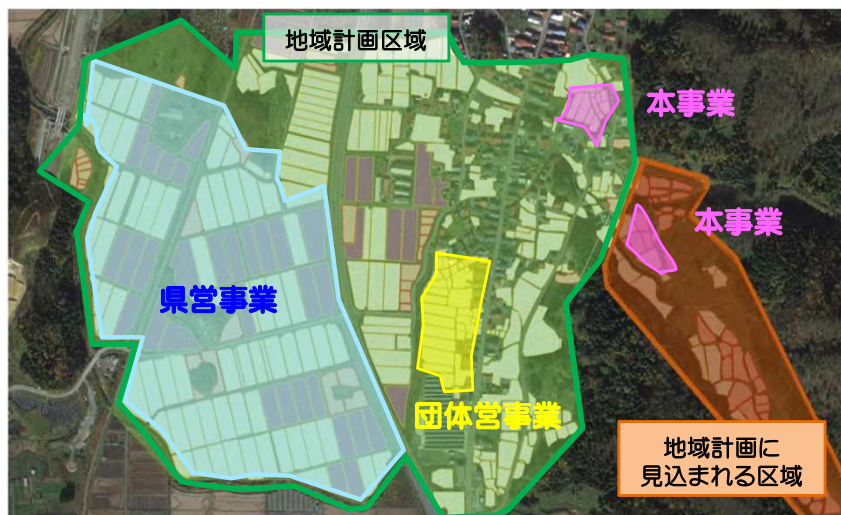 地域計画区域
本事業
本事業
県営事業
団体営事業
地域計画に
見込まれる区域